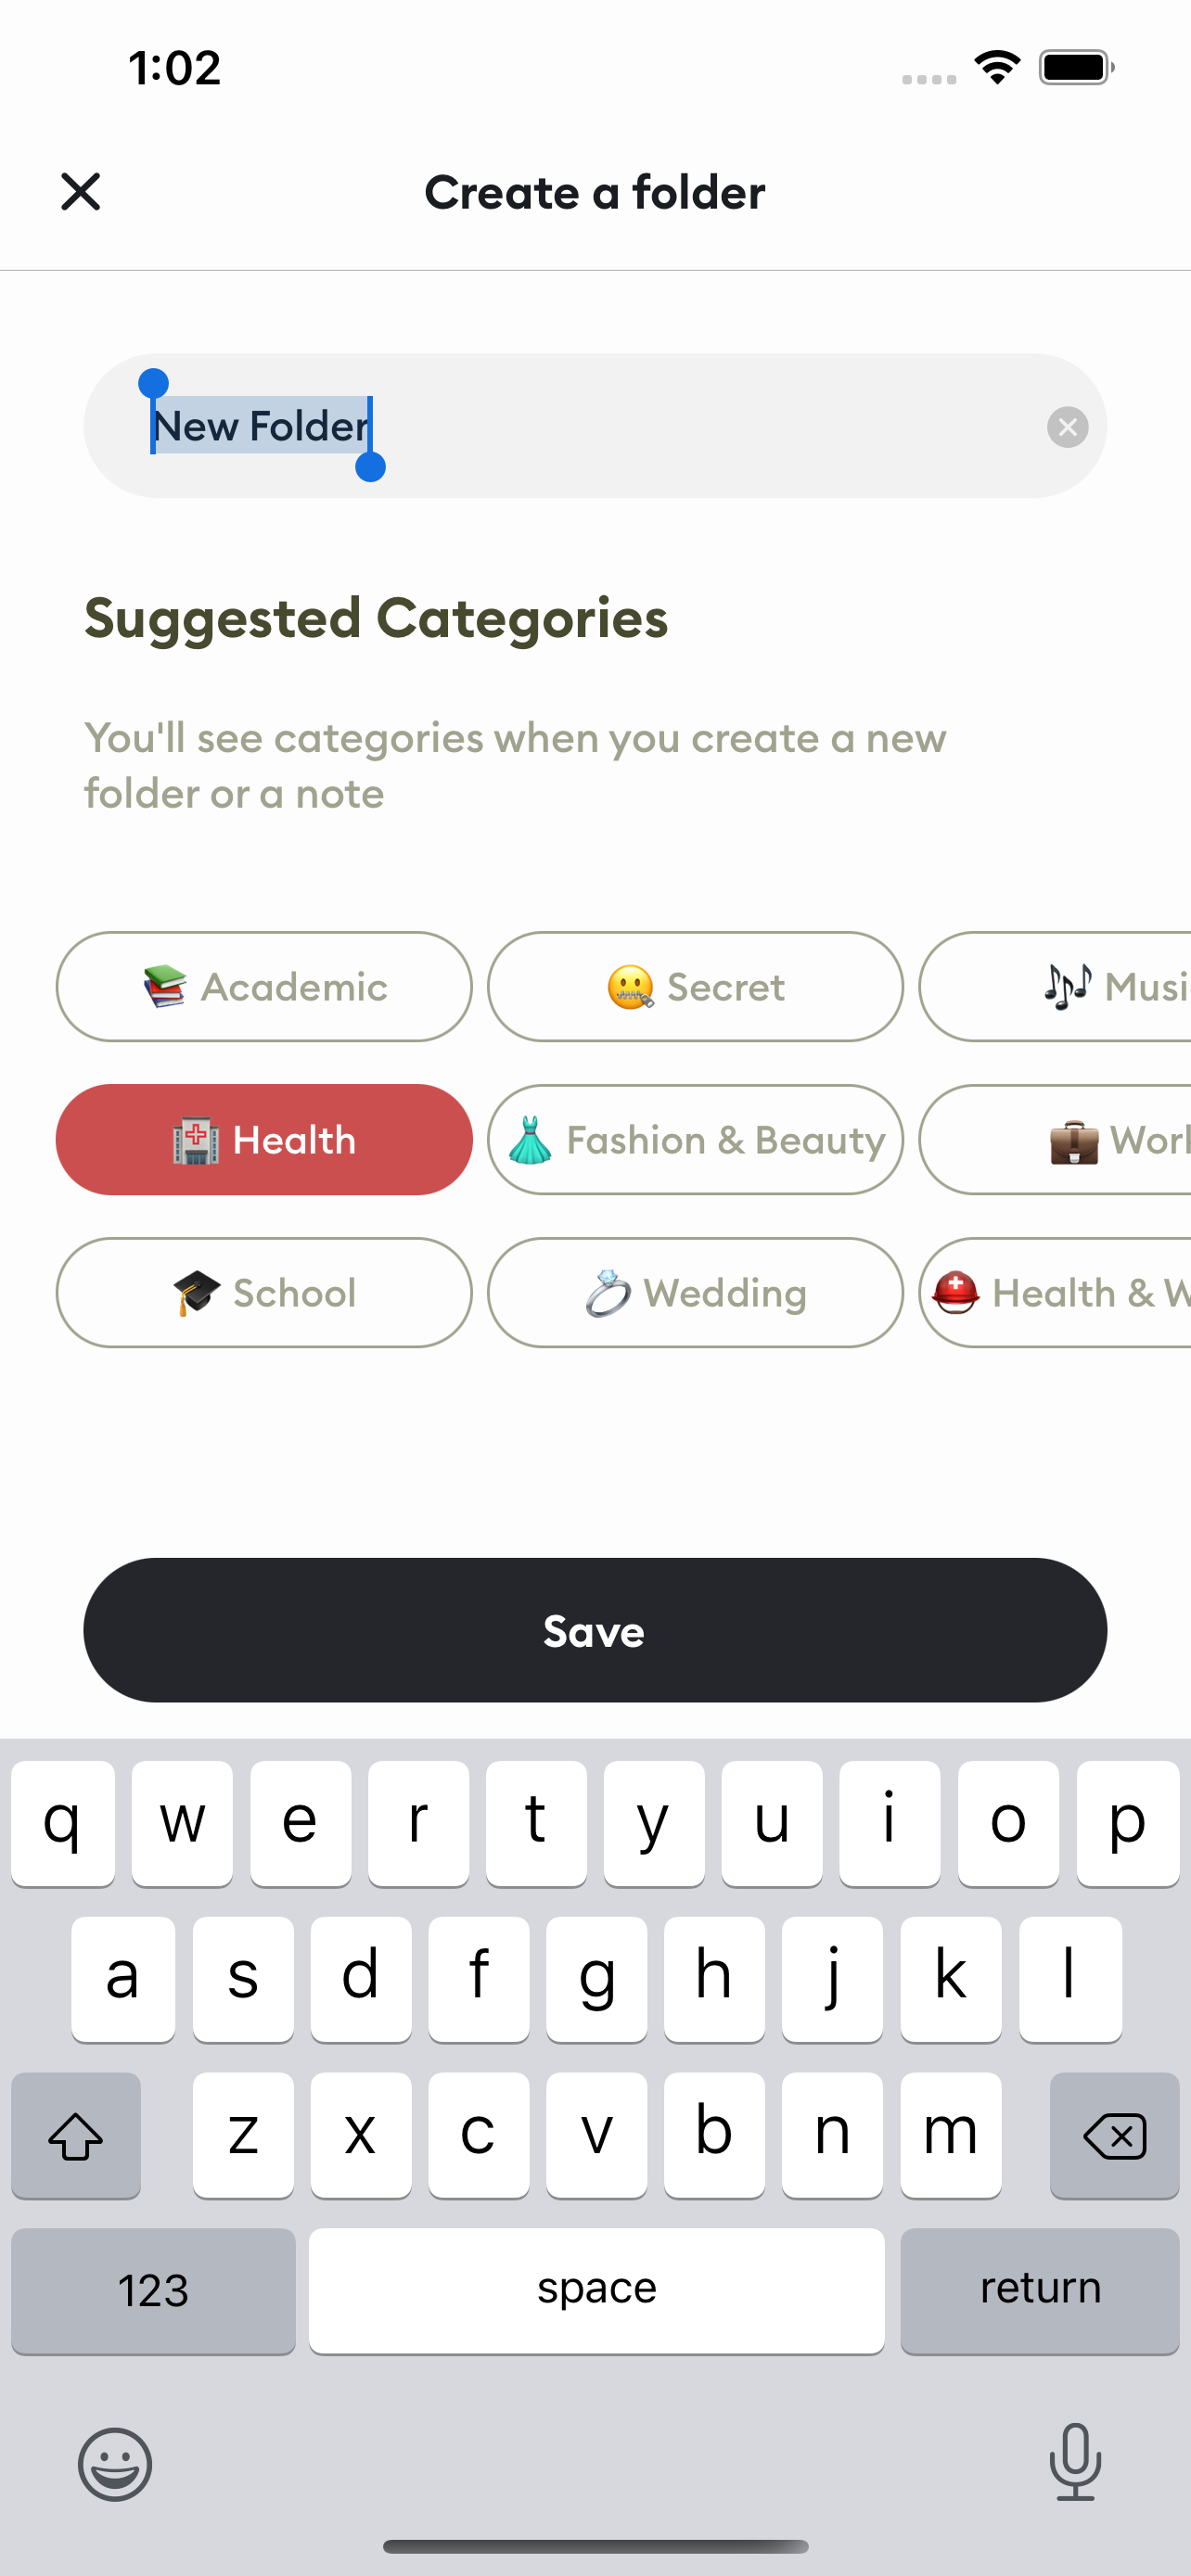 1:02
Create a folder
New Folder
Suggested Categories
You'll see categories when you create a new
folder or a note
Academic
Secret
Musi
Health
Fashion & Beauty
School
Wedding
Health & W
Save
q w e r t y u i o p
a s d f g h j k l
z x c v b n m
123 space return